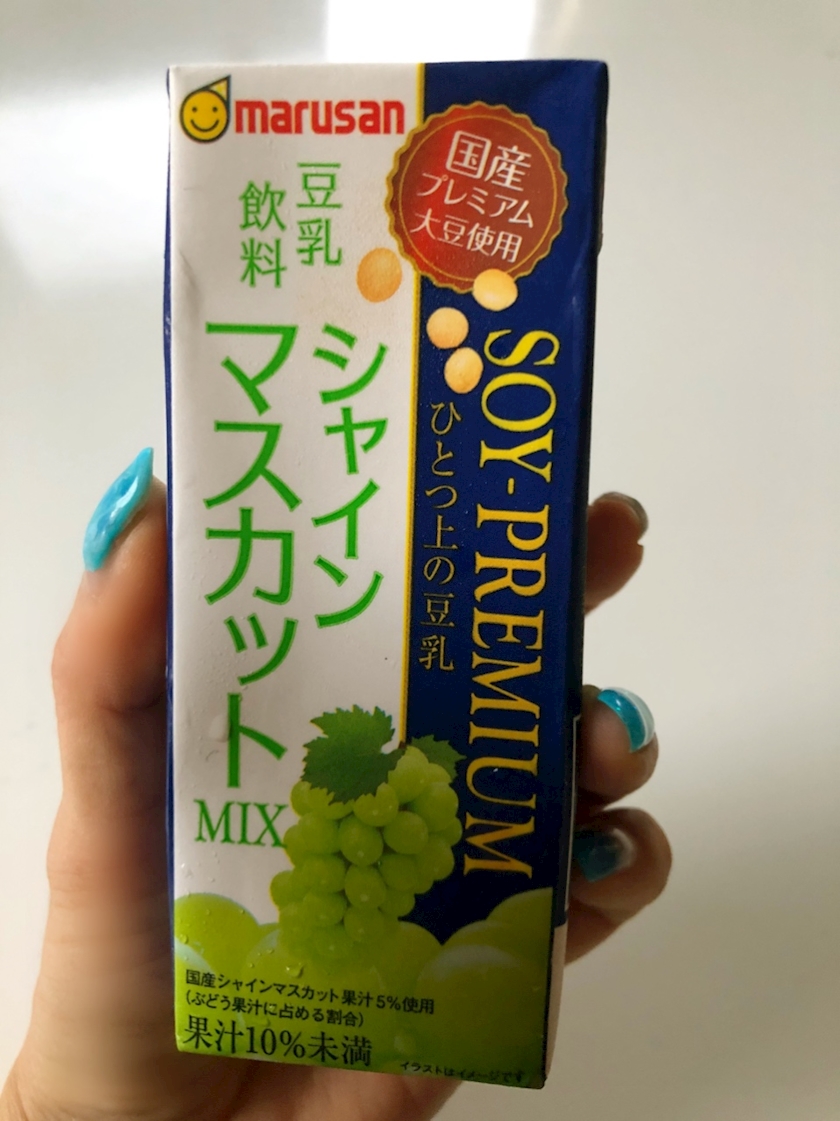 marusan
国産
プレミアム
大豆使用
豆乳
飲料
シャイン
マスカット
MIX
SOY-PREMIUM
ひとつ上の豆乳
国産シャインマスカット果汁5%使用
(ぶどう果汁に占める割合)
果汁10%未満
イラストはイメージです